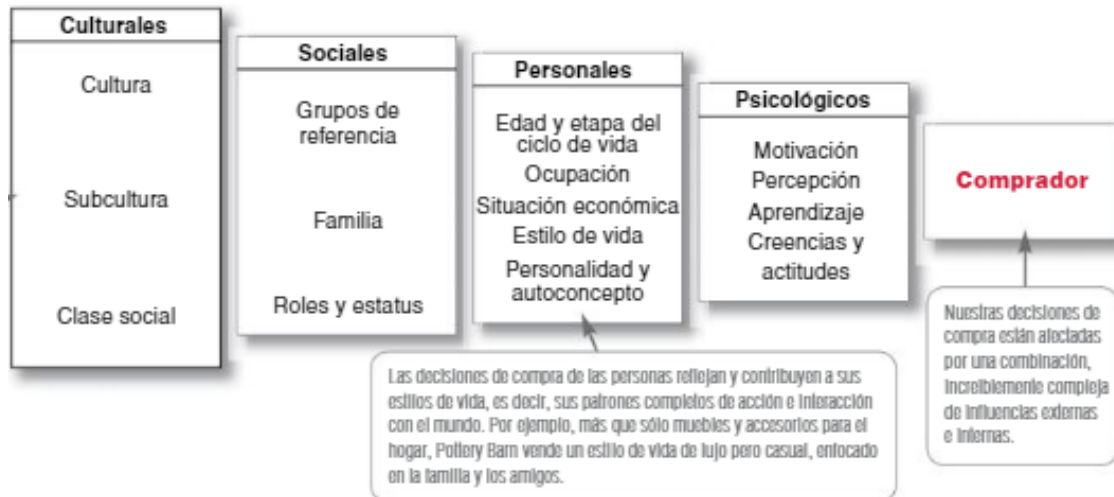 Culturales
Cultura
Subcultura
Clase social
Sociales
Grupos de
referencia
Familia
Roles y estatus
Personales
Edad y etapa del
ciclo de vida
Ocupación
Situación económica
Estilo de vida
Personalidad y
autoconcepto
Psicológicos
Motivación
Percepción
Aprendizaje
Creencias y
actitudes
Comprador
Las decisiones de compra de las personas reflejan y contribuyen a sus
estilos de vida, es decir, sus patrones completos de acción e interacción
con el mundo. Por ejemplo, más que sólo muebles y accesorios para el
hogar, Pottery Barn vende un estilo de vida de lujo pero casual, enfocado
en la familia y los amigos.
Nuestras decisiones de
compra están afectadas
por una combinación,
increíblemente compleja
de influencias externas
e internas.